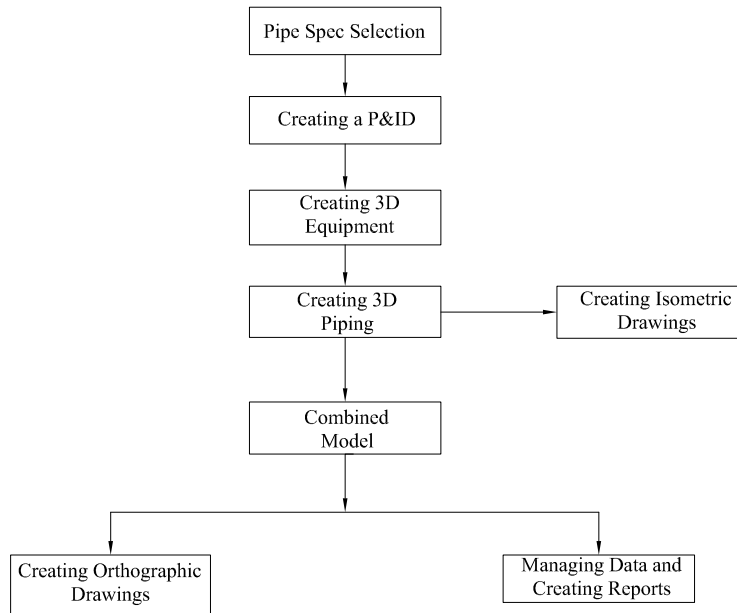 Pipe Spec Selection
Creating a P&ID
Creating 3D
Equipment
Creating 3D
Piping
Creating Isometric
Drawings
Combined
Model
Creating Orthographic
Drawings
Managing Data and
Creating Reports